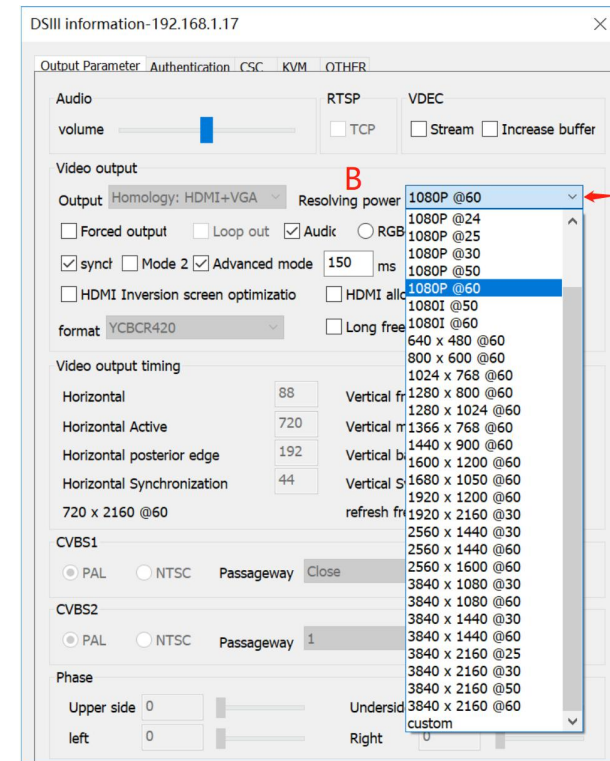 DSIII information-192.168.1.17
Output Parameter Authentication CSC KVM OTHER
Audio RTSP VDEC
volume TCP Stream Increase buffer
Video output B
Output Homology: HDMI+VGA Resolving power 1080P @60
Forced output Loop out Audic RGB
synch Mode 2 Advanced mode 150 ms
HDMI Inversion screen optimizatio HDMI allc
format YCBCR420 Long free
1080P @24
1080P @25
1080P @30
1080P @50
1080P @60
1080I @50
1080I @60
640 x 480 @60
800 x 600 @60
1024 x 768 @60
1280 x 800 @60
1280 x 1024 @60
1366 x 768 @60
1440 x 900 @60
1600 x 1200 @60
1680 x 1050 @60
1920 x 1200 @60
1920 x 2160 @30
2560 x 1440 @30
2560 x 1440 @60
2560 x 1600 @60
3840 x 1080 @30
3840 x 1080 @60
3840 x 1440 @30
3840 x 1440 @60
3840 x 2160 @25
3840 x 2160 @30
3840 x 2160 @50
3840 x 2160 @60
custom
Video output timing
Horizontal 88 Vertical fr
Horizontal Active 720 Vertical
Horizontal posterior edge 192 Vertical ba
Horizontal Synchronization 44 Vertical S
720 x 2160 @60 refresh fr
CVBS1
PAL NTSC Passageway Close
CVBS2
PAL NTSC Passageway 1
Phase
Upper side 0 Undersid
left 0 Right 0